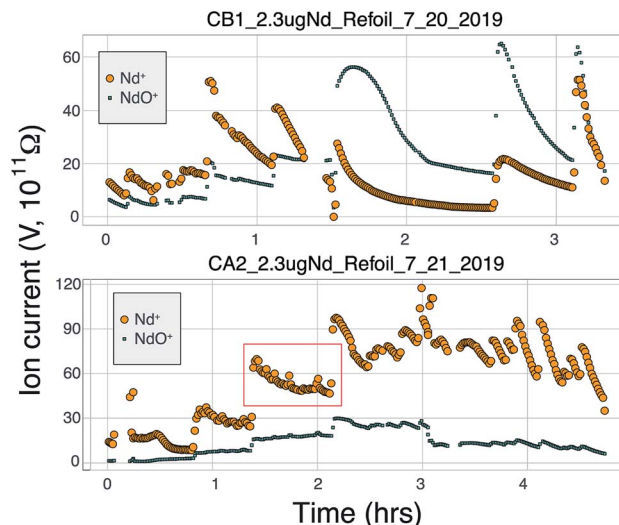 CB1_2.3ugNd_Refoil_7_20_2019
60
40
20
0
Nd⁺
NdO⁺
0
1
2
3
CA2_2.3ugNd_Refoil_7_21_2019
120
90
60
30
0
Nd⁺
NdO⁺
0
1
2
3
4
Time (hrs)
Ion current (V, 10¹¹Ω)